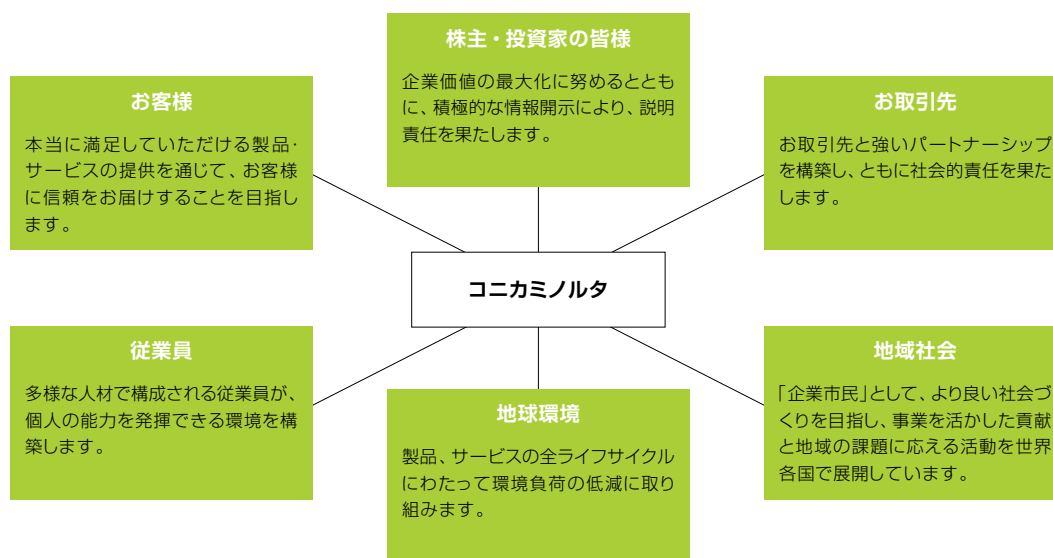 株主・投資家の皆様
企業価値の最大化に努めるととも
に、積極的な情報開示により、説明
責任を果たします。
お客様
本当に満足していただける製品・
サービスの提供を通じて、お客様
に信頼をお届けすることを目指し
ます。
お取引先
お取引先と強いパートナーシップ
を構築し、ともに社会的責任を果た
します。
コニカミノルタ
従業員
多様な人材で構成される従業員が、
個人の能力を発揮できる環境を構
築します。
地球環境
製品、サービスの全ライフサイクル
にわたって環境負荷の低減に取り
組みます。
地域社会
「企業市民」として、より良い社会づ
くりを目指し、事業を活かした貢献
と地域の課題に応える活動を世界
各国で展開しています。